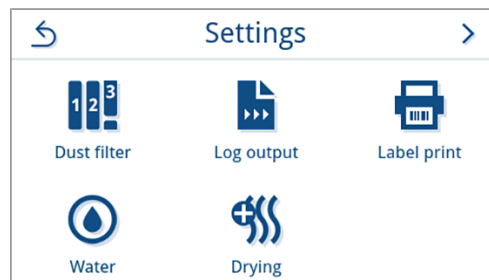 Settings
1 2 3
Dust filter
Log output
Label print
Water
Drying